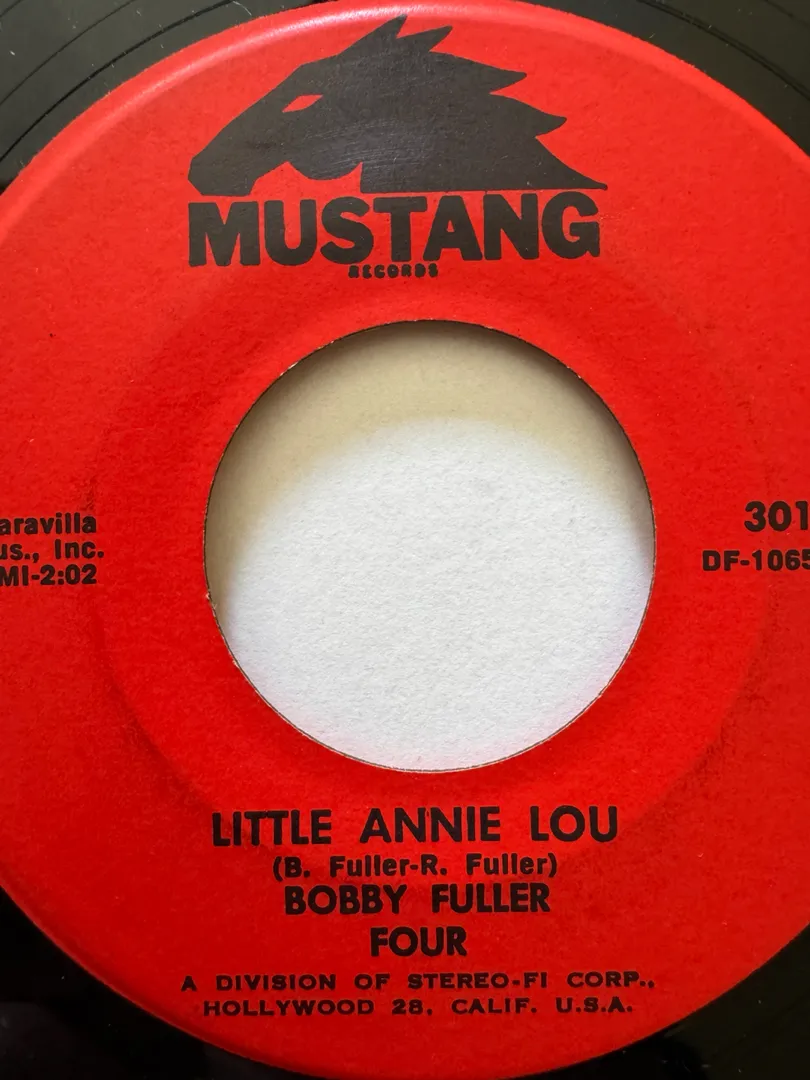 MUSTANG
RECORDS
aravilla
us., Inc.
MI-2:02
301
DF-1065
LITTLE ANNIE LOU
(B. Fuller-R. Fuller)
BOBBY FULLER
FOUR
A DIVISION OF STEREO-FI CORP.,
HOLLYWOOD 28, CALIF. U.S.A.